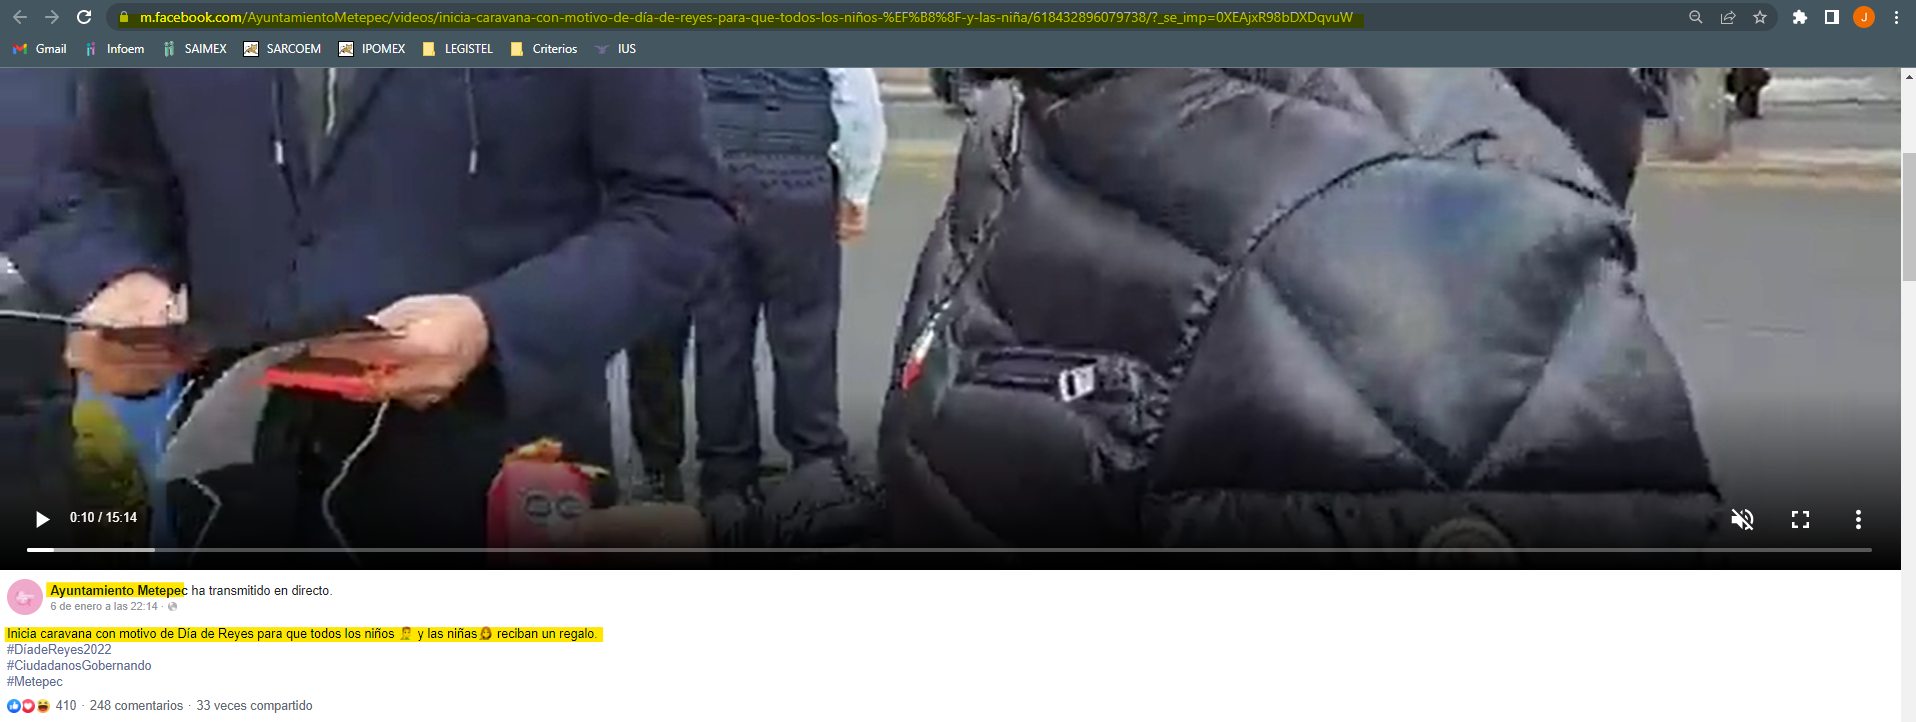 m.facebook.com/AyuntamientoMetepec/videos/inicia-caravana-con-motivo-de-día-de-reyes-para-que-todos-los-niños-%EF%B8%8F-y-las-niña/618432896079738/?_se_imp=0XEAjxR98bDXDqvuW
J
Gmail Infoem SAIMEX SARCOEM IPOMEX LEGISTEL Criterios IUS
0:10 / 15:14
Ayuntamiento Metepec ha transmitido en directo.
6 de enero a las 22:14 ·
Inicia caravana con motivo de Día de Reyes para que todos los niños 🤴 y las niñas👸 reciban un regalo.
#DíadeReyes2022
#CiudadanosGobernando
#Metepec
410 · 248 comentarios · 33 veces compartido